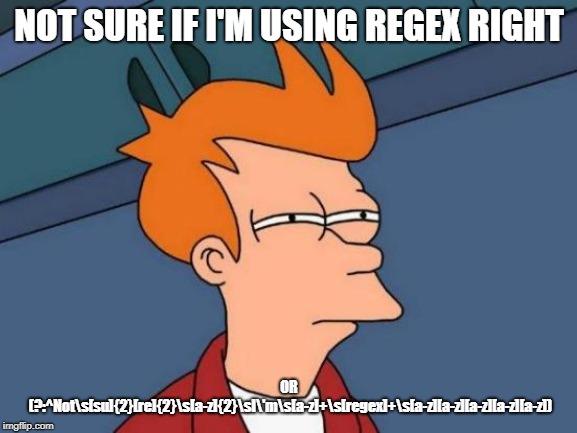 NOT SURE IF I'M USING REGEX RIGHT
OR
(?:^Not\s[su]{2}[re]{2}\s[a-z]{2}\sI\'m\s[a-z]+\s[regex]+\s[a-z][a-z][a-z][a-z][a-z])
imgflip.com